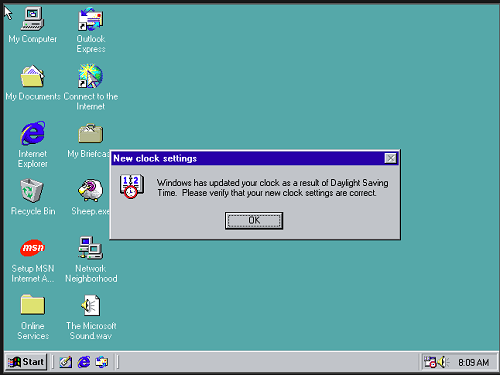 My Computer
Outlook
Express
My Documents
Connect to the
Internet
Internet
Explorer
My Briefcase
Recycle Bin
Sheep.exe
msn
Setup MSN
Internet A...
Network
Neighborhood
Online
Services
The Microsoft
Sound.wav
New clock settings
Windows has updated your clock as a result of Daylight Saving
Time. Please verify that your new clock settings are correct.
OK
Start
8:09 AM